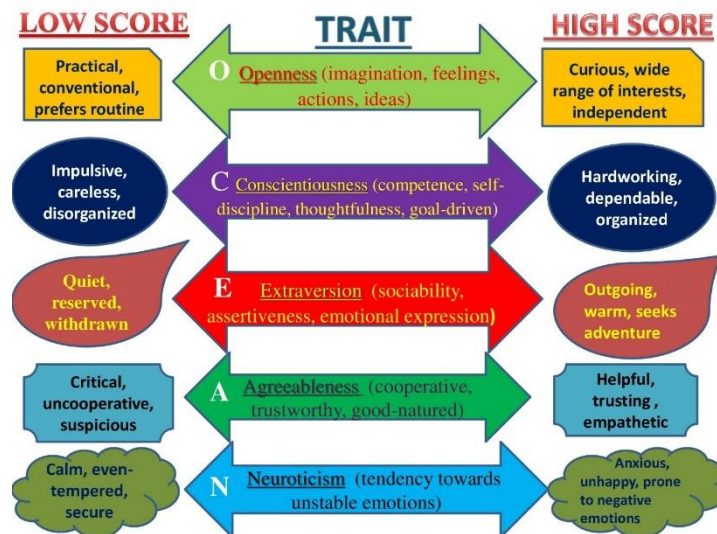 LOW SCORE
TRAIT
HIGH SCORE
Practical,
conventional,
prefers routine
O Openness (imagination, feelings,
actions, ideas)
Curious, wide
range of interests,
independent
Impulsive,
careless,
disorganized
C Conscientiousness (competence, self-
discipline, thoughtfulness, goal-driven)
Hardworking,
dependable,
organized
Quiet,
reserved,
withdrawn
E Extraversion (sociability,
assertiveness, emotional expression)
Outgoing,
warm, seeks
adventure
Critical,
uncooperative,
suspicious
A Agreeableness (cooperative,
trustworthy, good-natured)
Helpful,
trusting ,
empathetic
Calm, even-
tempered,
secure
N Neuroticism (tendency towards
unstable emotions)
Anxious,
unhappy, prone
to negative
emotions